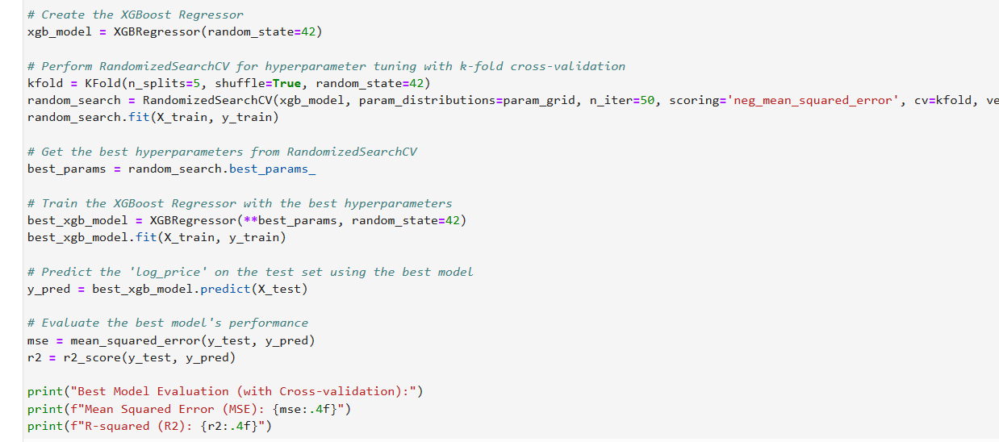 # Create the XGBoost Regressor
xgb_model = XGBRegressor(random_state=42)
# Perform RandomizedSearchCV for hyperparameter tuning with k-fold cross-validation
kfold = KFold(n_splits=5, shuffle=True, random_state=42)
random_search = RandomizedSearchCV(xgb_model, param_distributions=param_grid, n_iter=50, scoring='neg_mean_squared_error', cv=kfold, ve
random_search.fit(X_train, y_train)
# Get the best hyperparameters from RandomizedSearchCV
best_params = random_search.best_params_
# Train the XGBoost Regressor with the best hyperparameters
best_xgb_model = XGBRegressor(**best_params, random_state=42)
best_xgb_model.fit(X_train, y_train)
# Predict the 'log_price' on the test set using the best model
y_pred = best_xgb_model.predict(X_test)
# Evaluate the best model's performance
mse = mean_squared_error(y_test, y_pred)
r2 = r2_score(y_test, y_pred)
print("Best Model Evaluation (with Cross-validation):")
print(f"Mean Squared Error (MSE): {mse:.4f}")
print(f"R-squared (R2): {r2:.4f}")